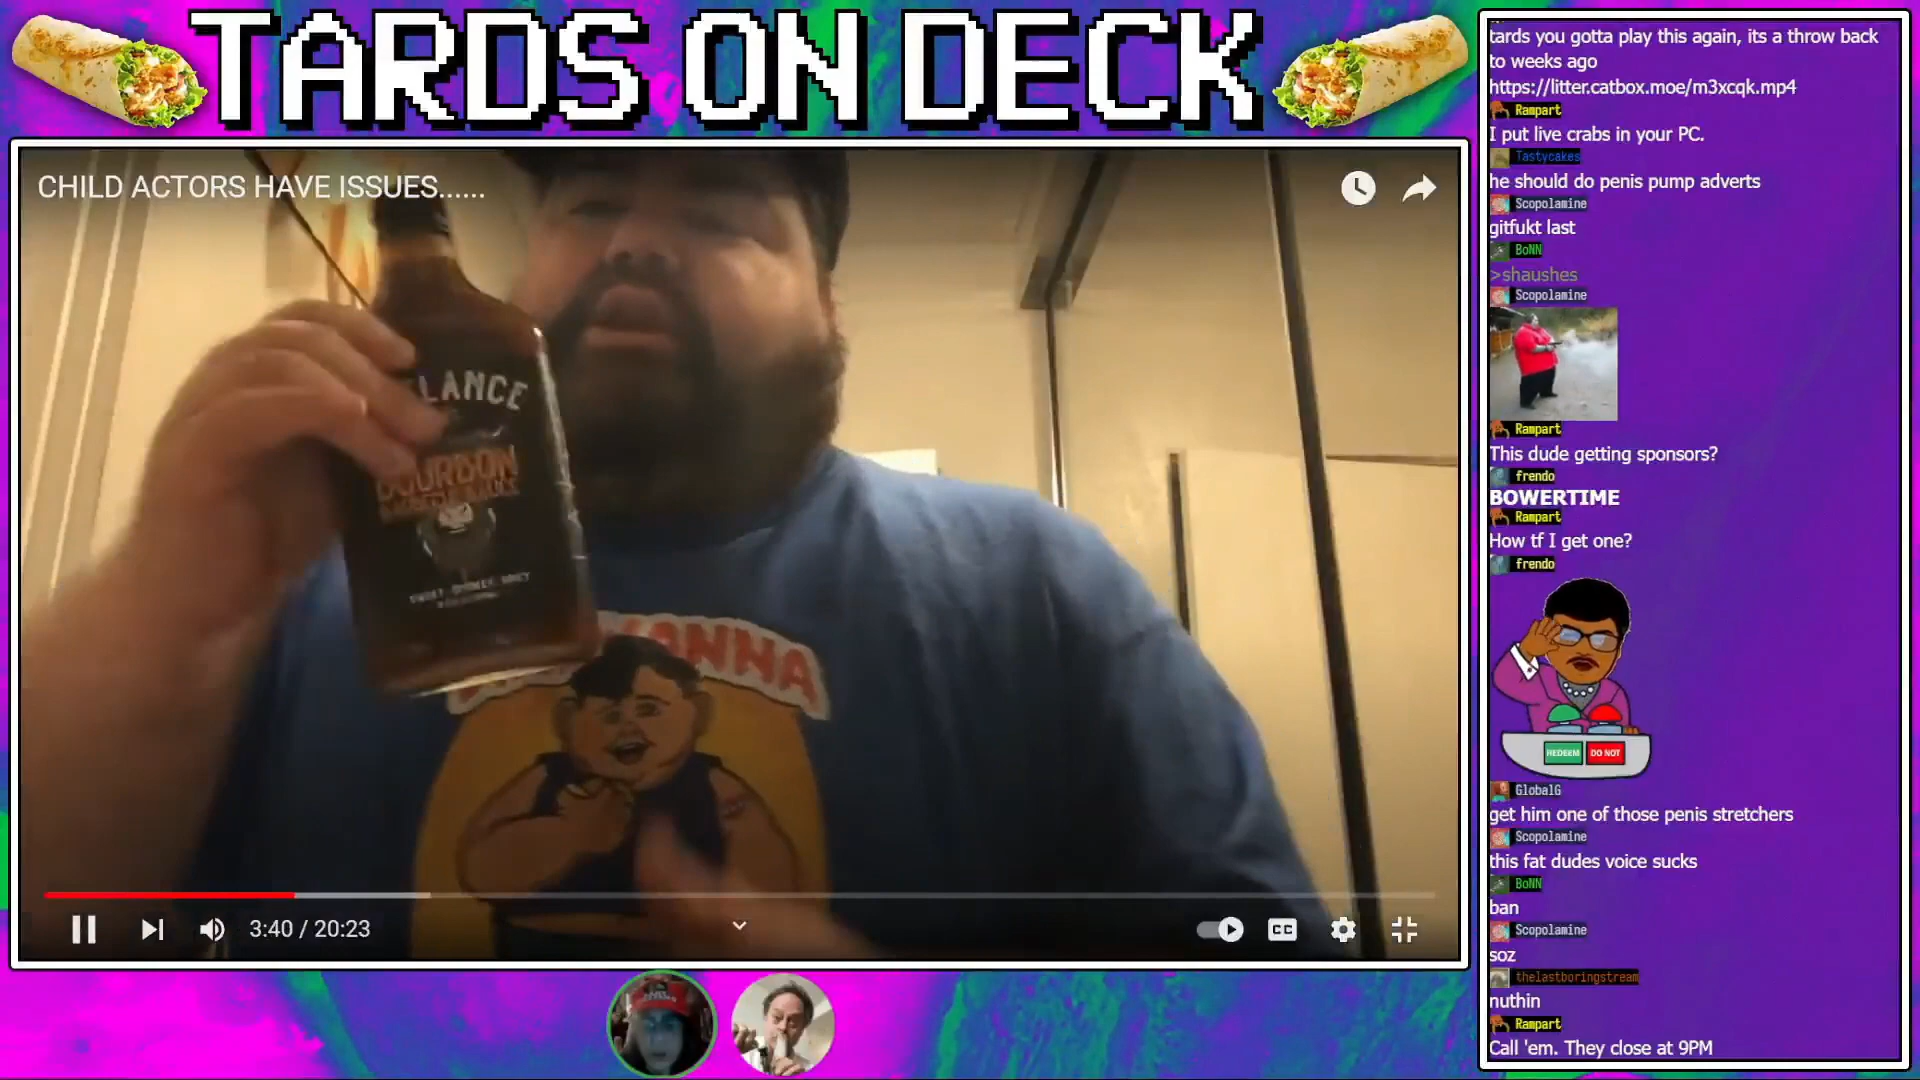 TARDS ON DECK
CHILD ACTORS HAVE ISSUES......
LANCE
BOURBON
ANNA
3:40 / 20:23
CC
tards you gotta play this again, its a throw back
to weeks ago
https://litter.catbox.moe/m3xcqk.mp4
Rampart
I put live crabs in your PC.
Tastycakes
he should do penis pump adverts
Scopolamine
gitfukt last
BoNN
>shaushes
Scopolamine
Rampart
This dude getting sponsors?
frendo
BOWERTIME
Rampart
How tf I get one?
frendo
REDEEM
DO NOT
GlobalG
get him one of those penis stretchers
Scopolamine
this fat dudes voice sucks
BoNN
ban
Scopolamine
soz
thelastboringstream
nuthin
Rampart
Call 'em. They close at 9PM